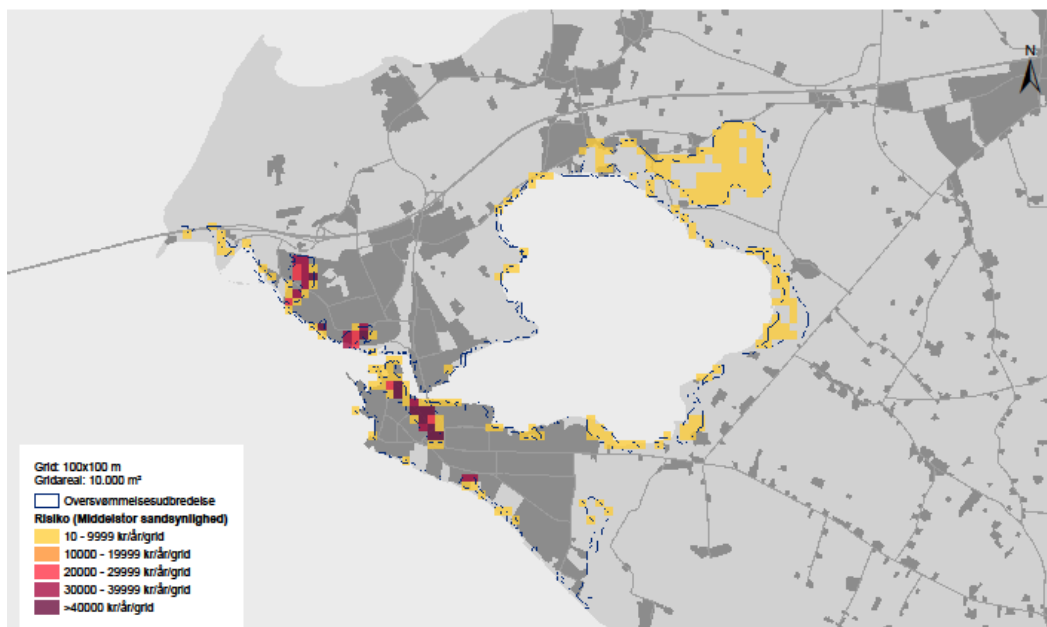 N
Grid: 100x100 m
Gridareal: 10.000 m²
Oversvømmelsesudbredelse
Risiko (Middelstor sandsynlighed)
10 - 9999 kr/år/grid
10000 - 19999 kr/år/grid
20000 - 29999 kr/år/grid
30000 - 39999 kr/år/grid
>40000 kr/år/grid